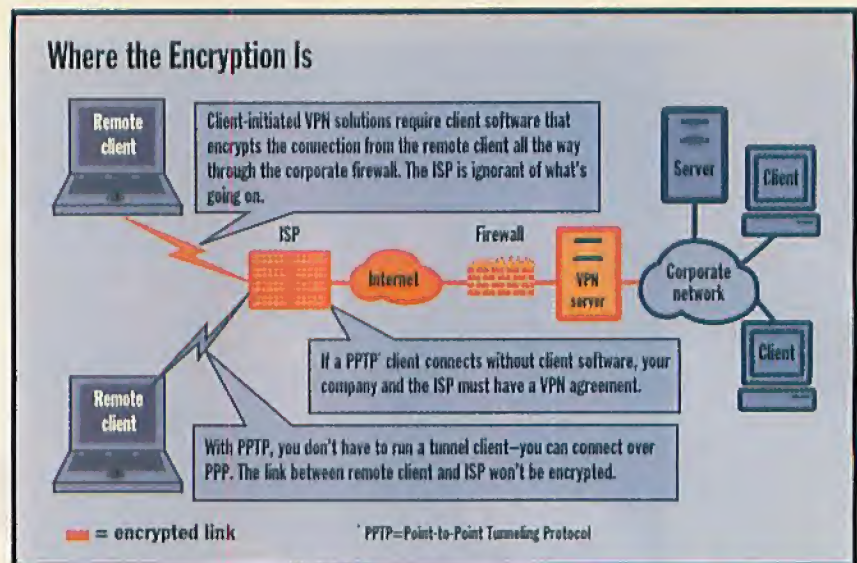 Where the Encryption Is
Remote
client
Client-initiated VPN solutions require client software that
encrypts the connection from the remote client all the way
through the corporate firewall. The ISP is ignorant of what's
going on.
ISP
Internet
Firewall
VPN
server
Corporate
network
Server
Client
Client
If a PPTP* client connects without client software, your
company and the ISP must have a VPN agreement.
Remote
client
With PPTP, you don't have to run a tunnel client—you can connect over
PPP. The link between remote client and ISP won't be encrypted.
= encrypted link
* PPTP=Point-to-Point Tunneling Protocol